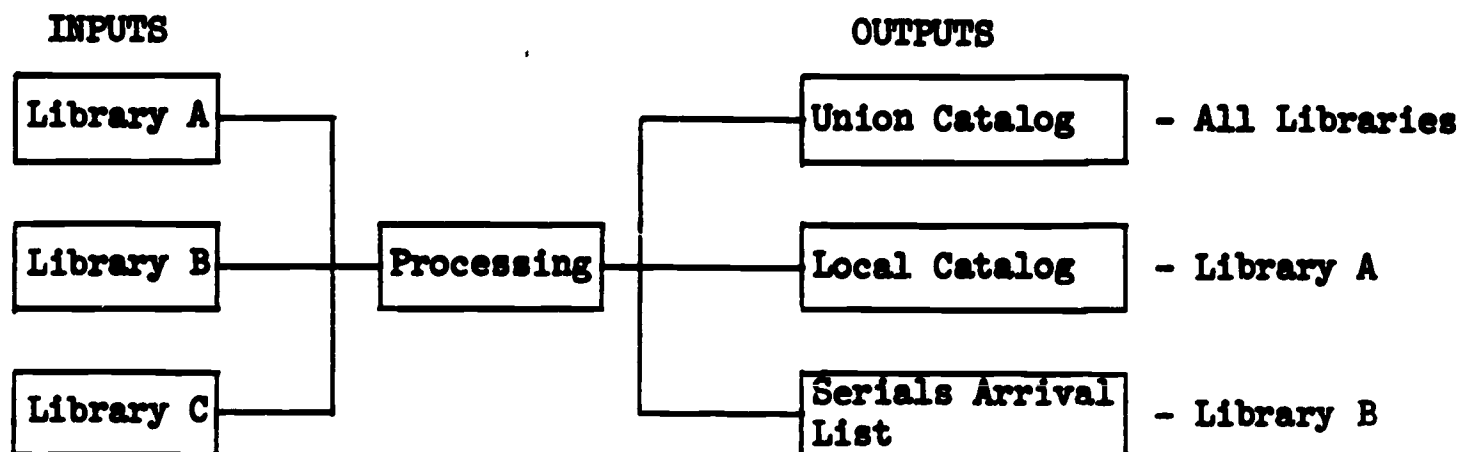 INPUTS
OUTPUTS
Library A
Union Catalog
- All Libraries
Library B
Processing
Local Catalog
- Library A
Library C
Serials Arrival
List
- Library B